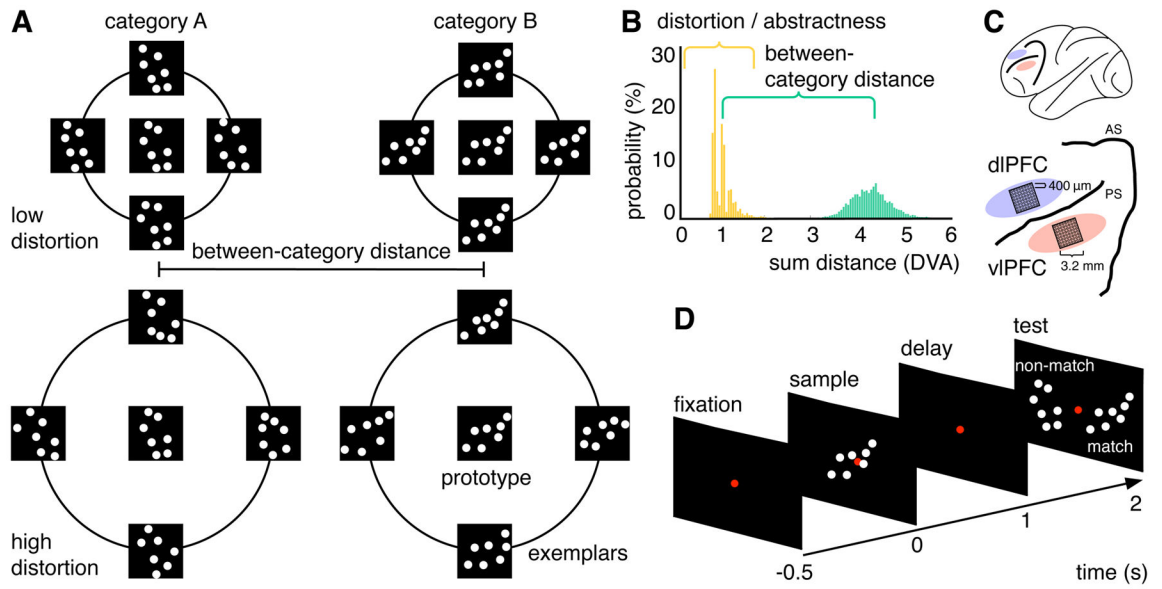 A
category A
category B
low
distortion
between-category distance
prototype
high
distortion
exemplars
B
distortion / abstractness
between-
category distance
probability (%)
30
20
10
0
0 1 2 3 4 5 6
sum distance (DVA)
C
AS
dlPFC
400 µm
PS
vlPFC
3.2 mm
D
fixation
sample
delay
test
non-match
match
-0.5
0
1
2
time (s)